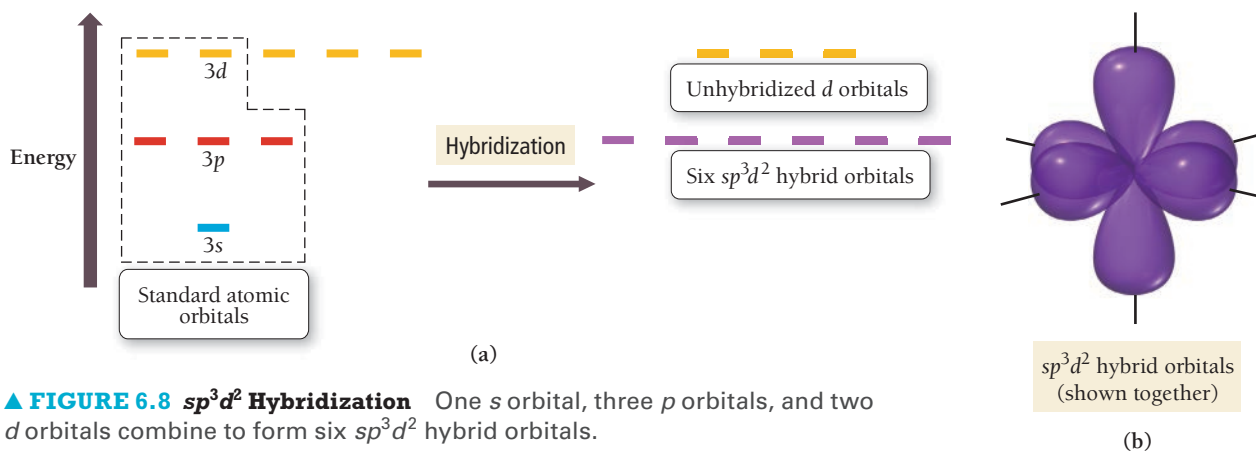 3d
Unhybridized d orbitals
Energy
3p
Hybridization
Six sp³d² hybrid orbitals
3s
Standard atomic
orbitals
(a)
sp³d² hybrid orbitals
(shown together)
(b)
▲ FIGURE 6.8 sp³d² Hybridization One s orbital, three p orbitals, and two
d orbitals combine to form six sp³d² hybrid orbitals.